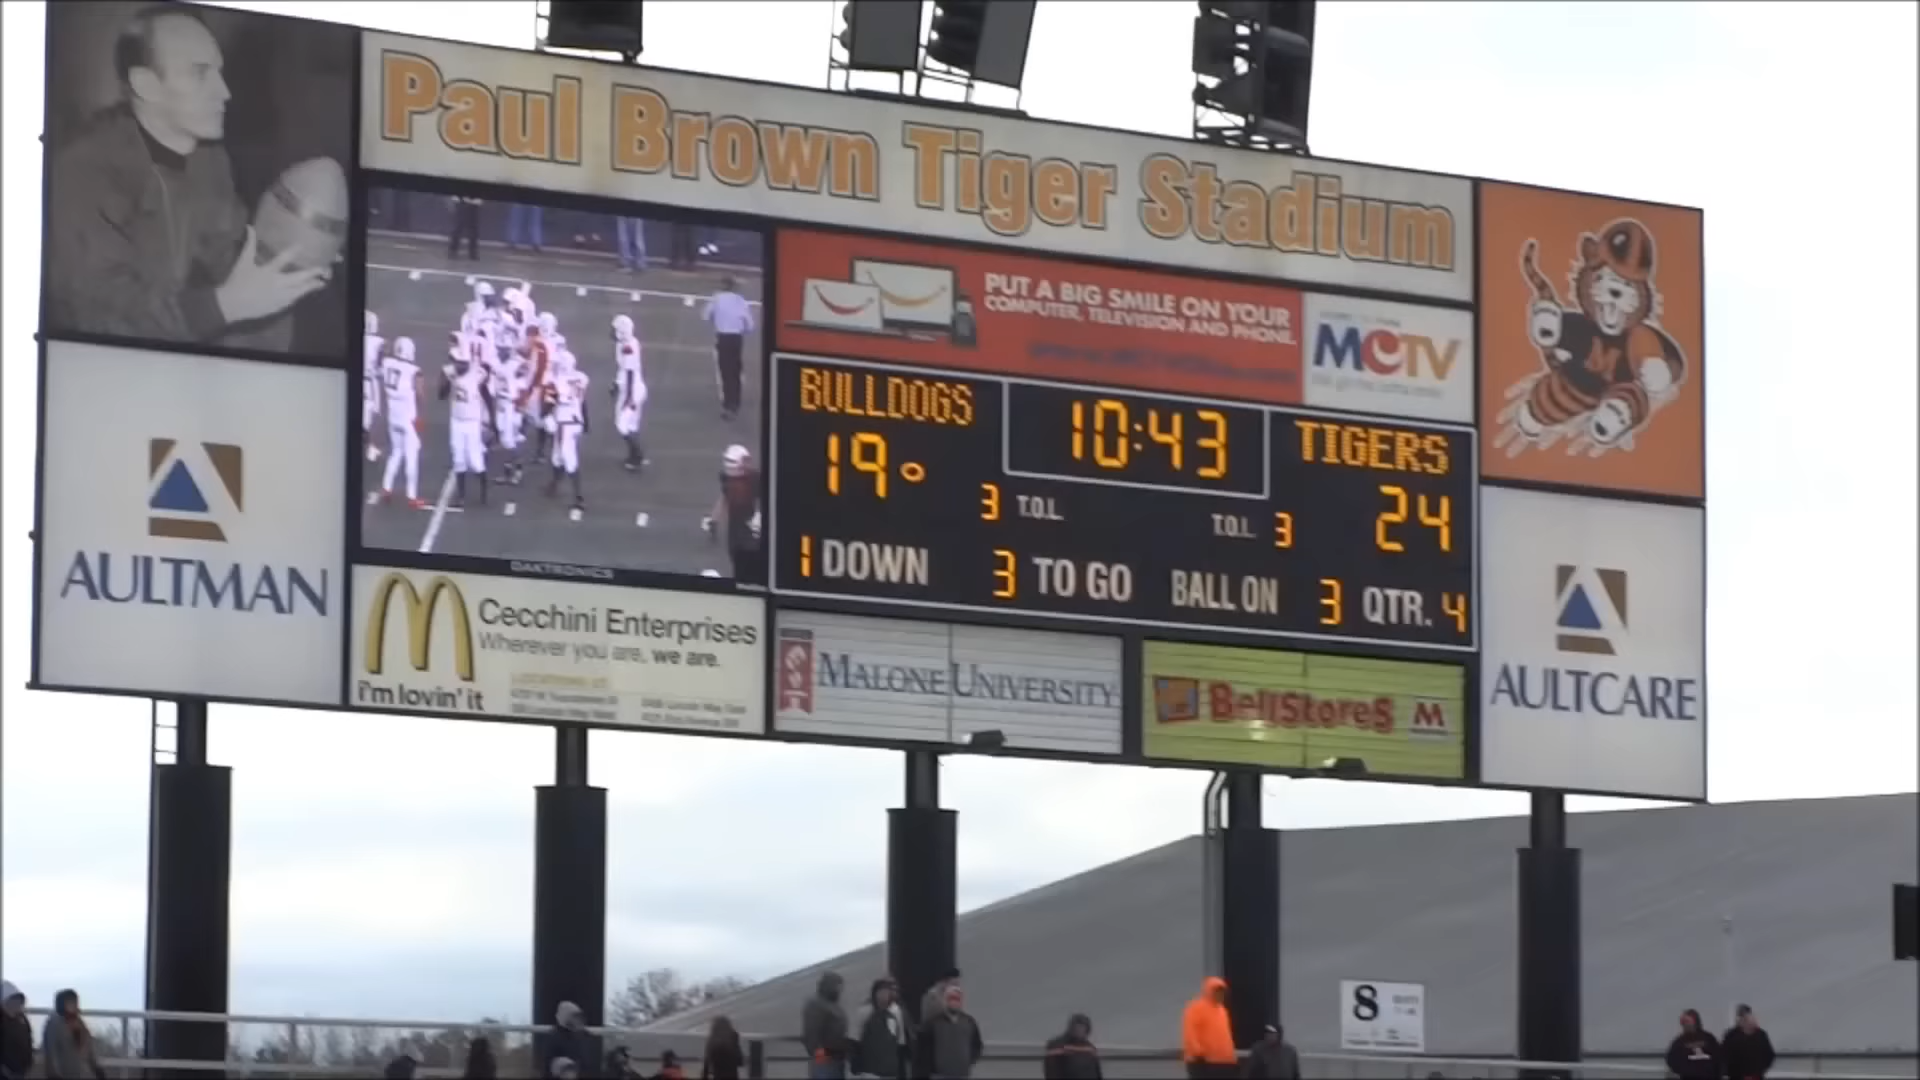 Paul Brown Tiger Stadium
PUT A BIG SMILE ON YOUR
COMPUTER, TELEVISION AND PHONE.
MCTV
BULLDOGS
10:43
TIGERS
19
24
3 T.O.L.
T.O.L. 3
1 DOWN
3 TO GO
BALL ON 3
QTR. 4
17
M
DAKTRONICS
AULTMAN
Cecchini Enterprises
Wherever you are, we are.
i'm lovin' it
MALONE UNIVERSITY
BellStores
M
AULTCARE
8